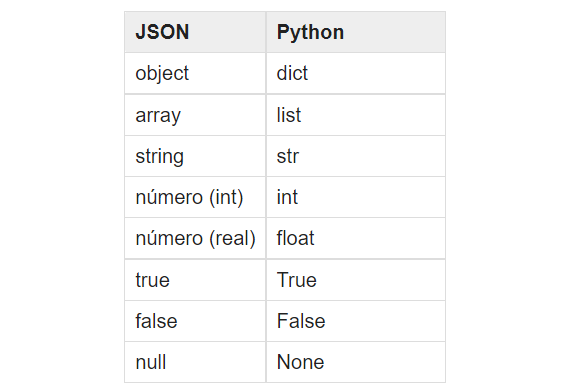 JSON Python
object dict
array list
string str
número (int) int
número (real) float
true True
false False
null None